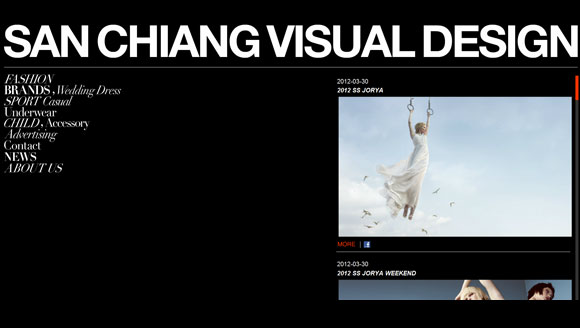 SAN CHIANG VISUAL DESIGN
FASHION
BRANDS , Wedding Dress
SPORT Casual
Underwear
CHILD , Accessory
Advertising
Contact
NEWS
ABOUT US
2012-03-30
2012 SS JORYA
MORE |
2012-03-30
2012 SS JORYA WEEKEND